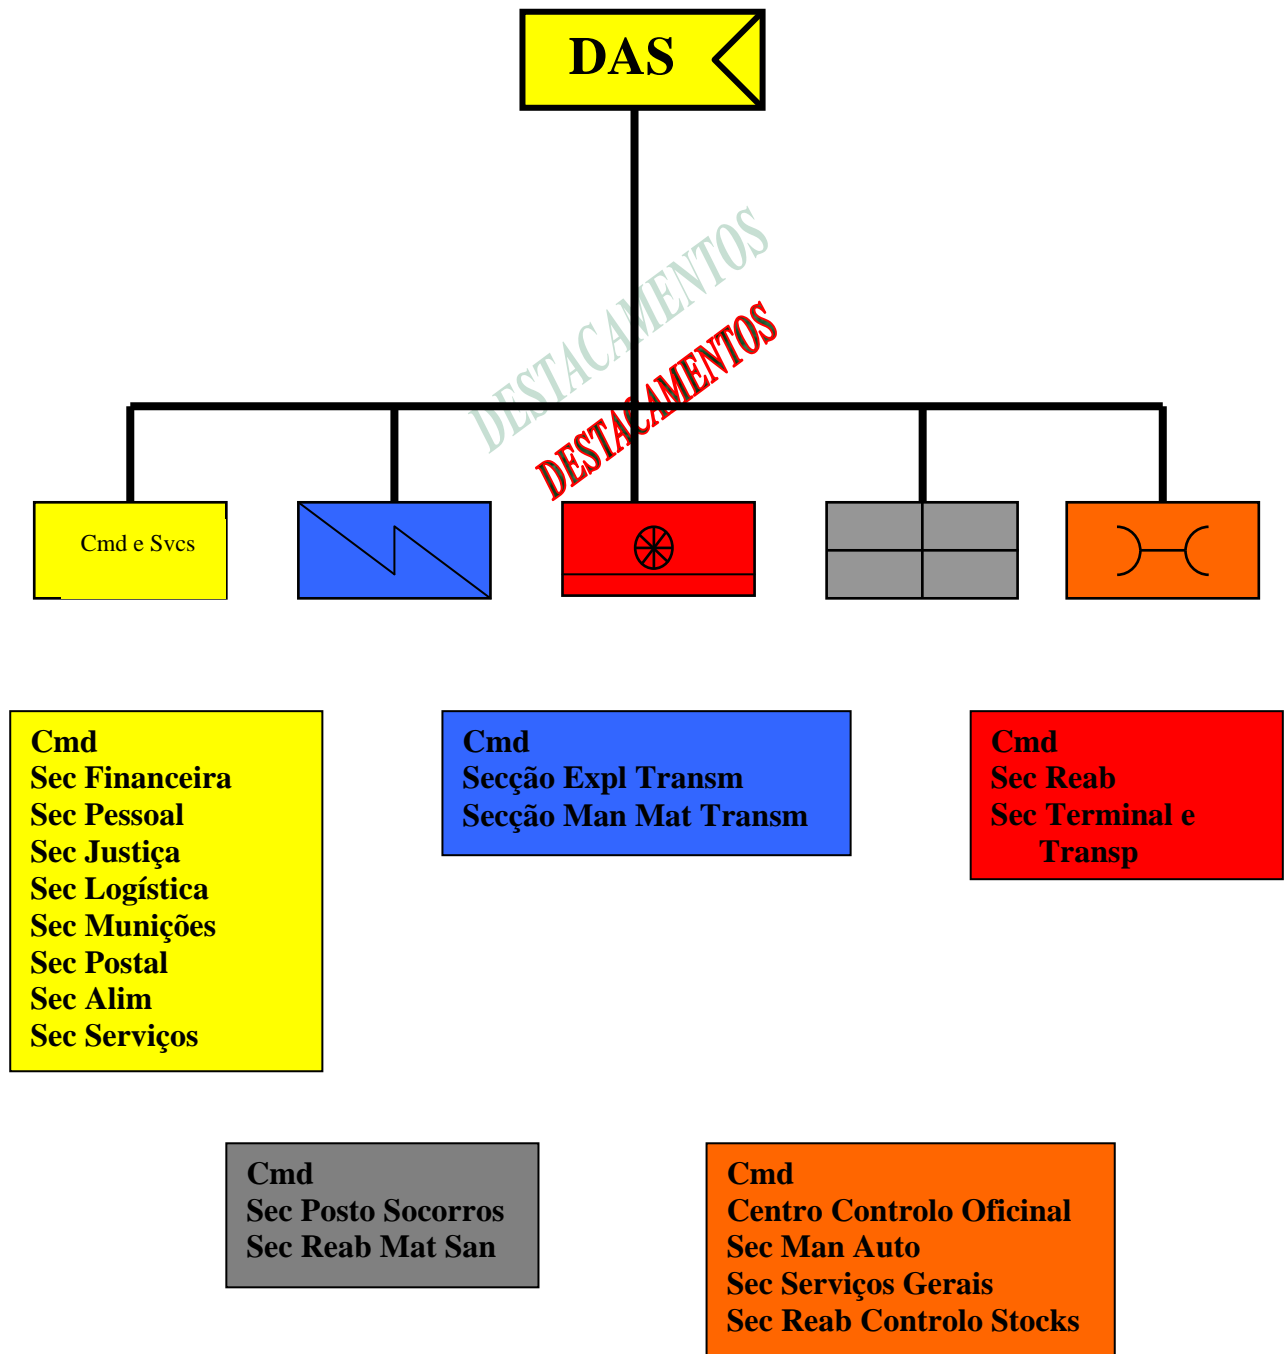 DAS
DESTACAMENTOS
DESTACAMENTOS
Cmd e Svcs
Cmd
Sec Financeira
Sec Pessoal
Sec Justiça
Sec Logística
Sec Munições
Sec Postal
Sec Alim
Sec Serviços
Cmd
Secção Expl Transm
Secção Man Mat Transm
Cmd
Sec Reab
Sec Terminal e
Transp
Cmd
Sec Posto Socorros
Sec Reab Mat San
Cmd
Centro Controlo Oficinal
Sec Man Auto
Sec Serviços Gerais
Sec Reab Controlo Stocks